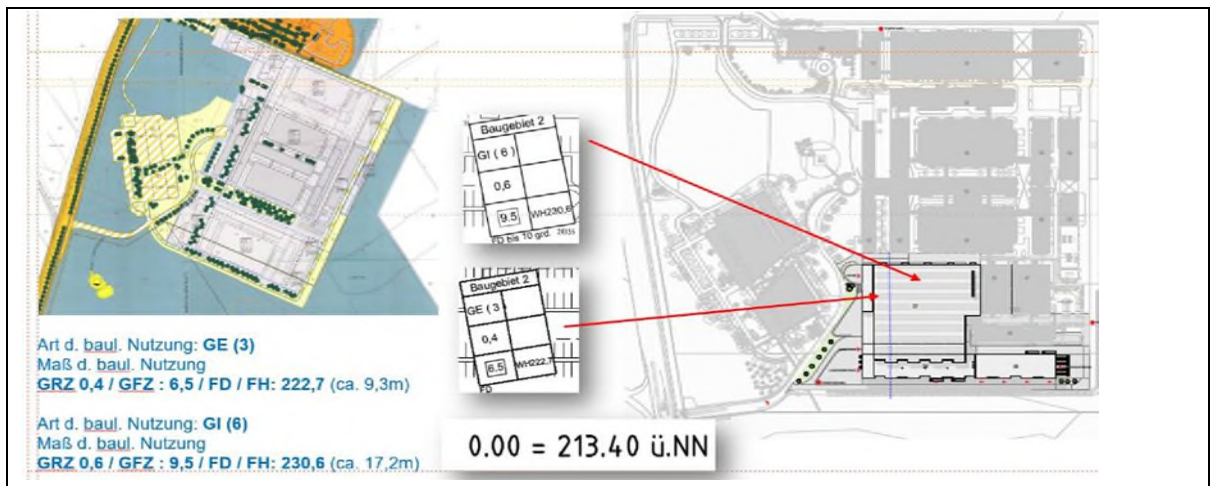 Baugebiet 2
GI ( 6 )
0,6
9.5 WH230,6
FD bis 10 grd.
Baugebiet 2
GE ( 3
0,4
6.5 WH222,7
FD
Art d. baul. Nutzung: GE (3)
Maß d. baul. Nutzung
GRZ 0,4 / GFZ : 6,5 / FD / FH: 222,7 (ca. 9,3m)
Art d. baul. Nutzung: GI (6)
Maß d. baul. Nutzung
GRZ 0,6 / GFZ : 9,5 / FD / FH: 230,6 (ca. 17,2m)
0.00 = 213.40 ü.NN